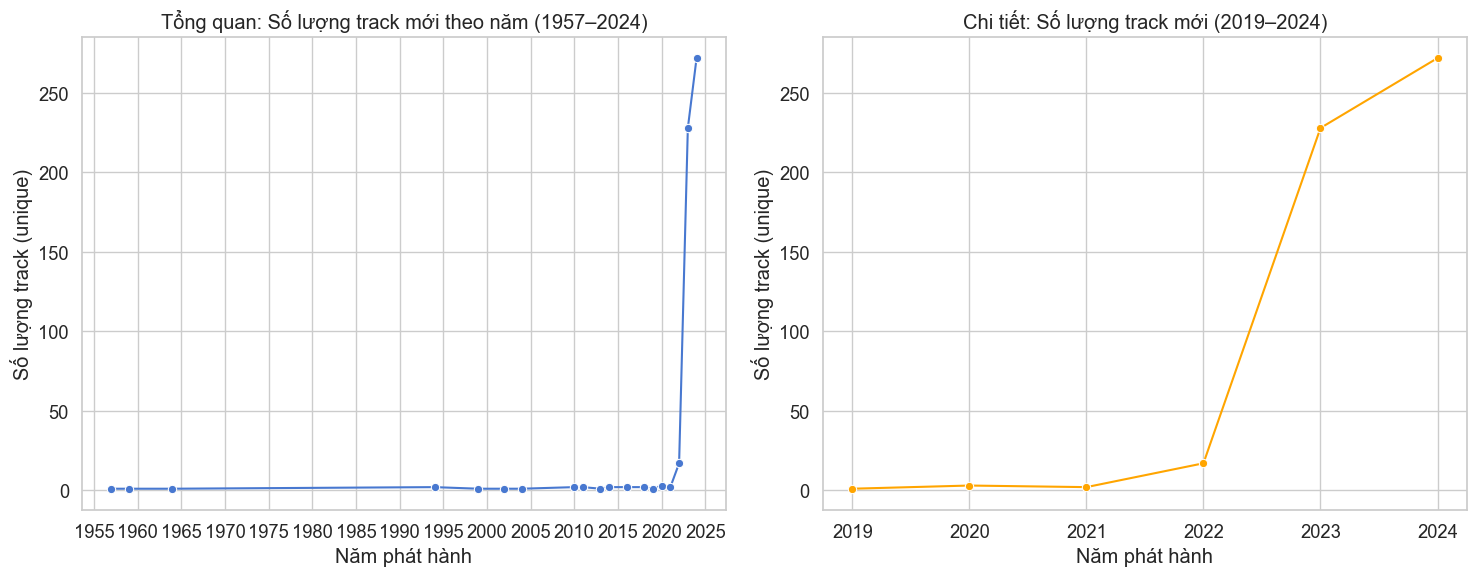 Tổng quan: Số lượng track mới theo năm (1957–2024)
Số lượng track (unique)
250
200
150
100
50
0
1955 1960 1965 1970 1975 1980 1985 1990 1995 2000 2005 2010 2015 2020 2025
Năm phát hành
Chi tiết: Số lượng track mới (2019–2024)
Số lượng track (unique)
250
200
150
100
50
0
2019 2020 2021 2022 2023 2024
Năm phát hành